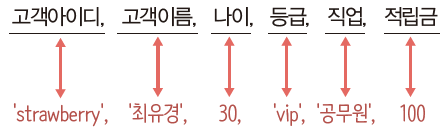 고객아이디, 고객이름, 나이, 등급, 직업, 적립금
'strawberry', '최유경', 30, 'vip', '공무원', 100